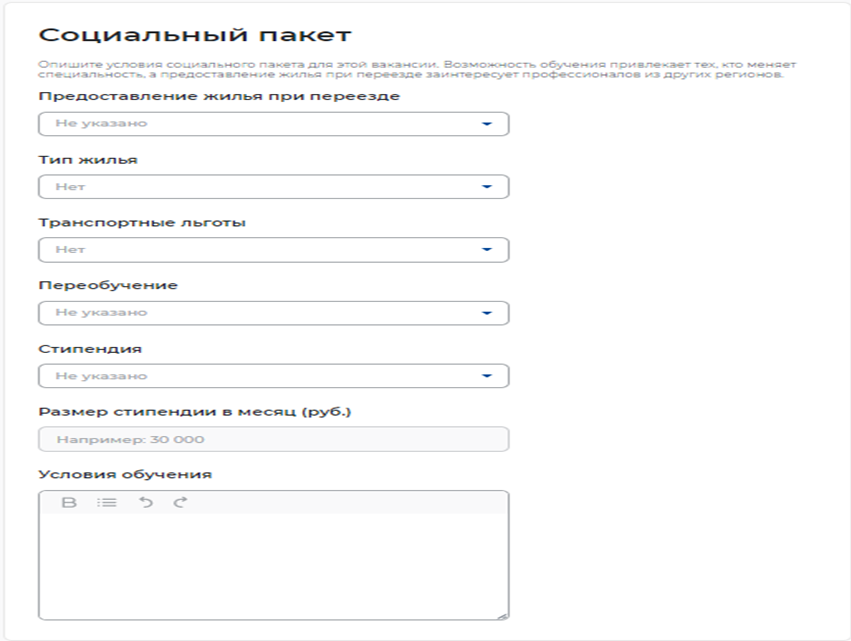 Социальный пакет
Опишите условия социального пакета для этой вакансии. Возможность обучения привлекает тех, кто меняет
специальность, а предоставление жилья при переезде заинтересует профессионалов из других регионов.
Предоставление жилья при переезде
Не указано
Тип жилья
Нет
Транспортные льготы
Нет
Переобучение
Не указано
Стипендия
Не указано
Размер стипендии в месяц (руб.)
Например: 30 000
Условия обучения
B